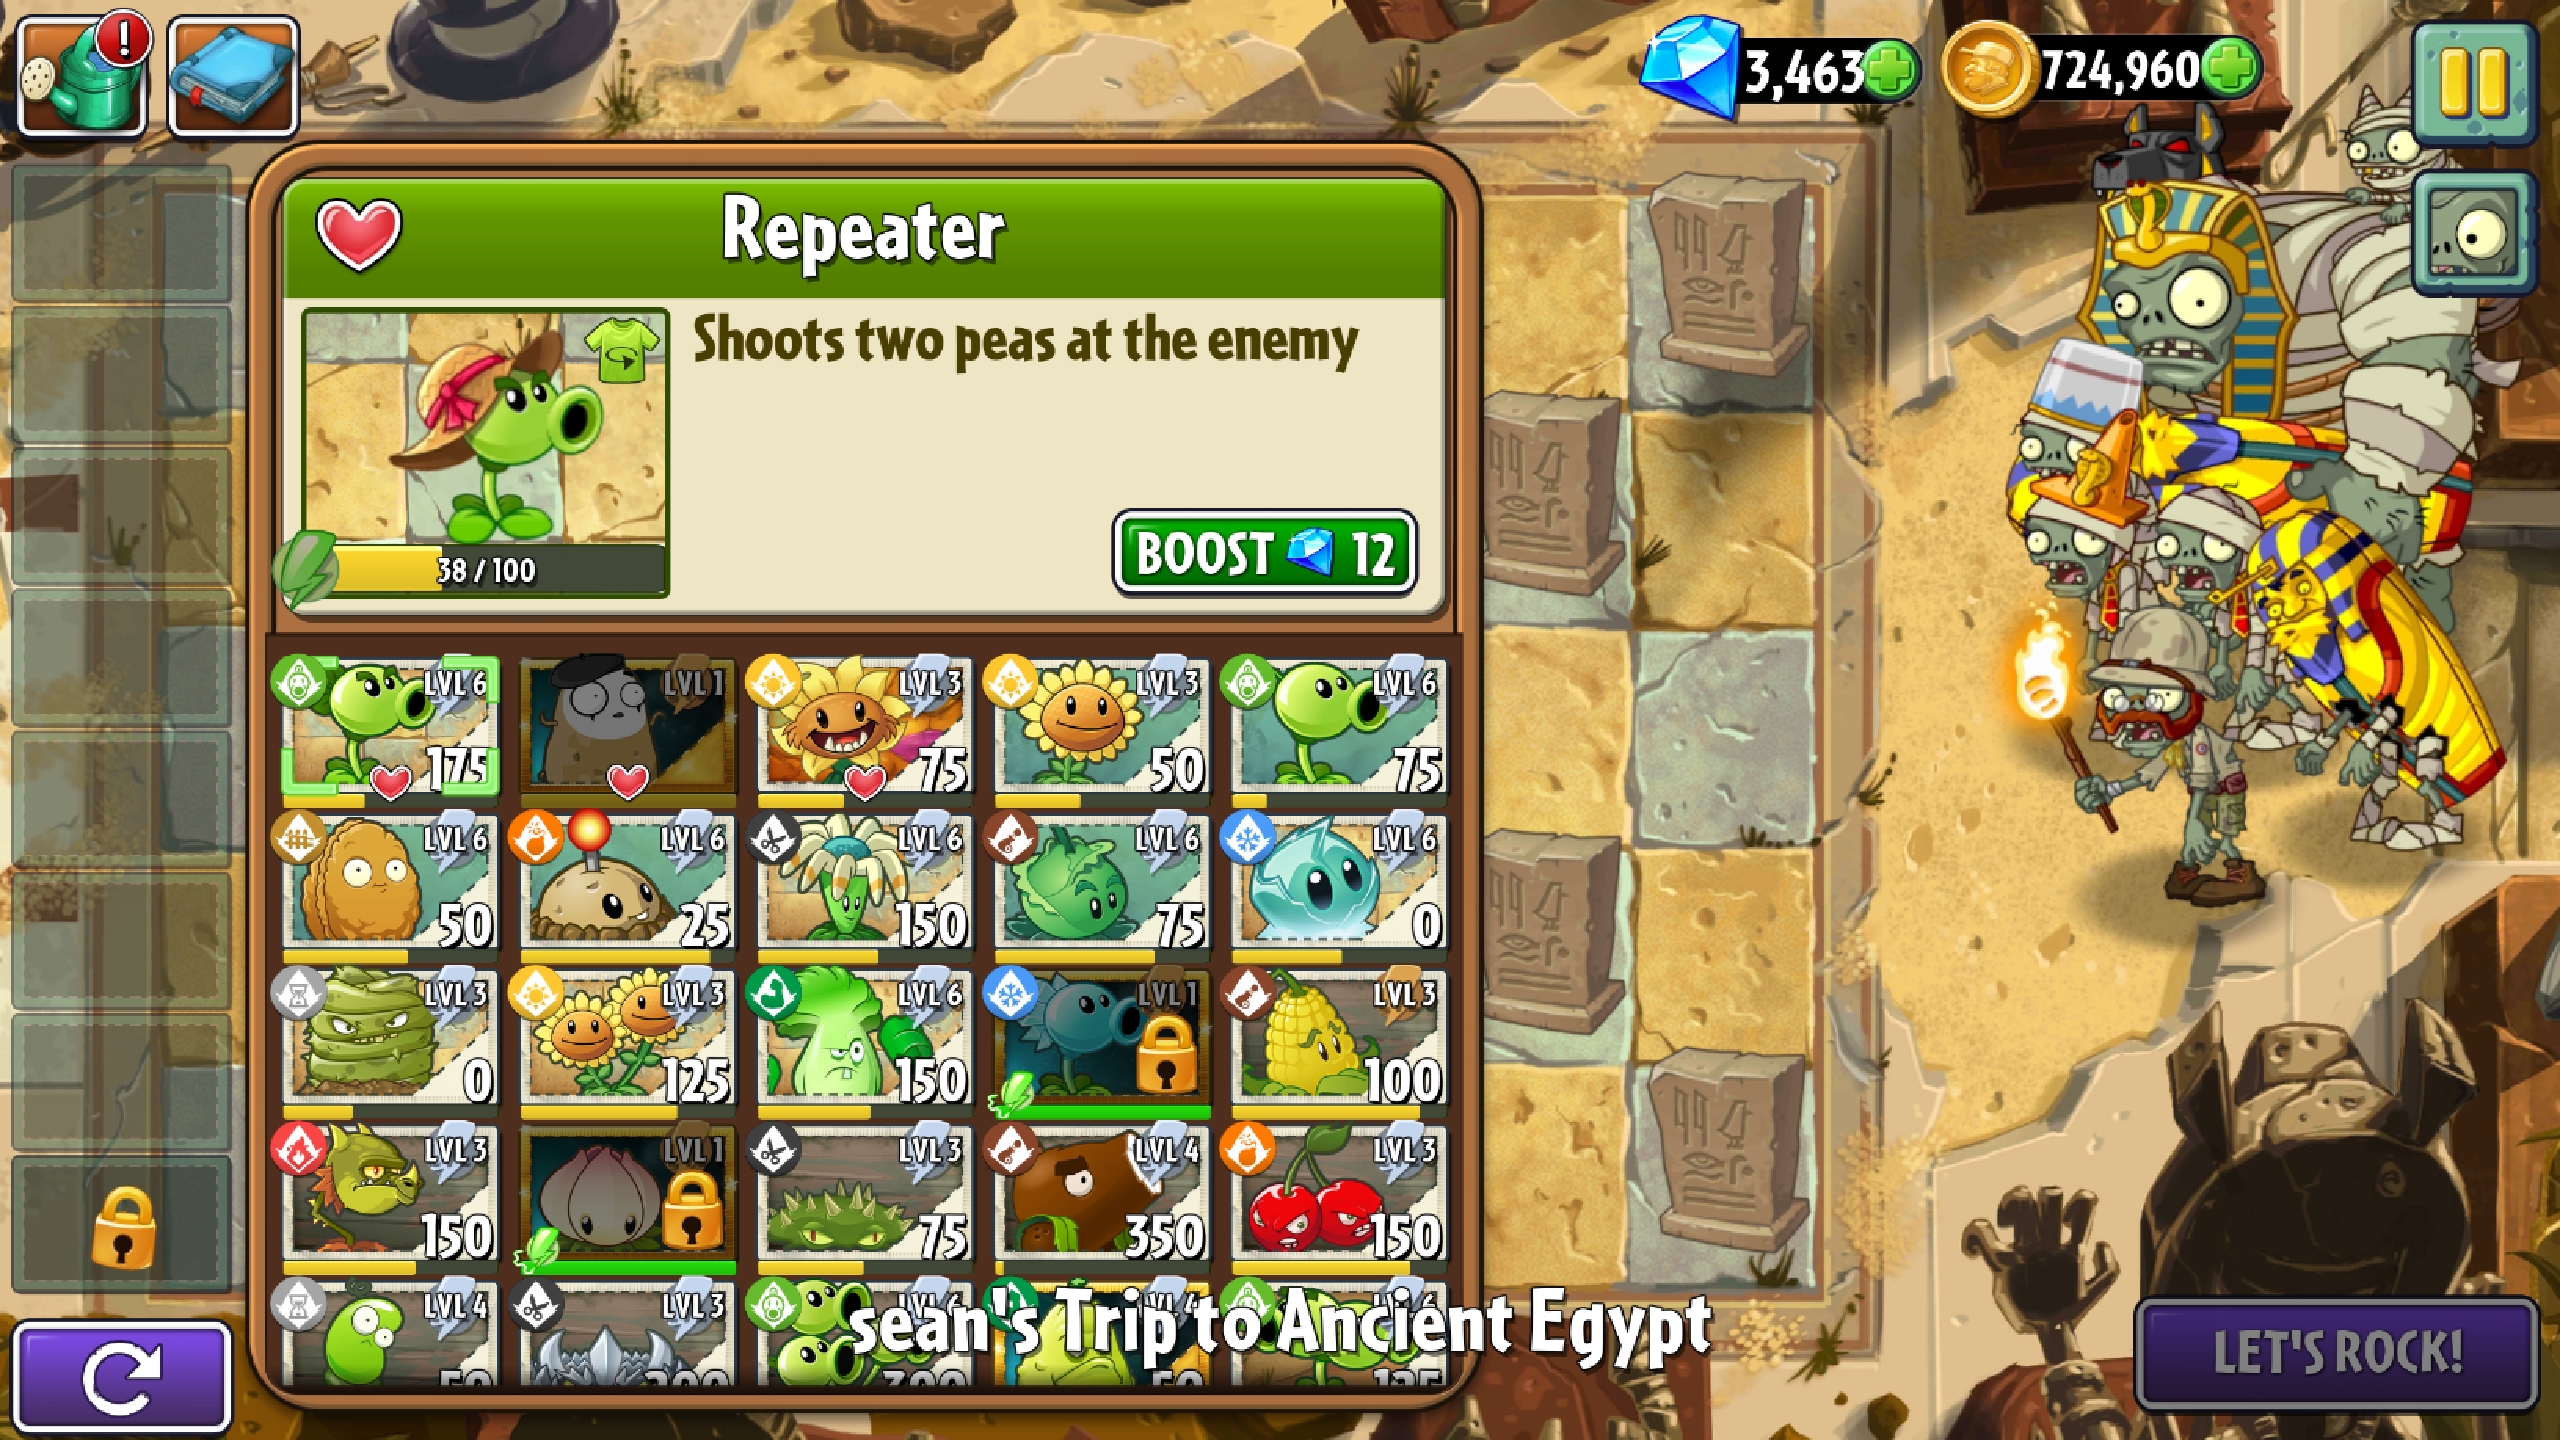 3,463
724,960
Repeater
Shoots two peas at the enemy
38 / 100
BOOST 12
LVL 6
175
LVL 1
LVL 3
75
LVL 3
50
LVL 6
75
LVL 6
50
LVL 6
25
LVL 6
150
LVL 6
75
LVL 6
0
LVL 3
0
LVL 3
125
LVL 6
150
LVL 1
LVL 3
100
LVL 3
150
LVL 1
LVL 3
75
LVL 4
350
LVL 3
150
LVL 4
LVL 3
sean's Trip to Ancient Egypt
LET'S ROCK!